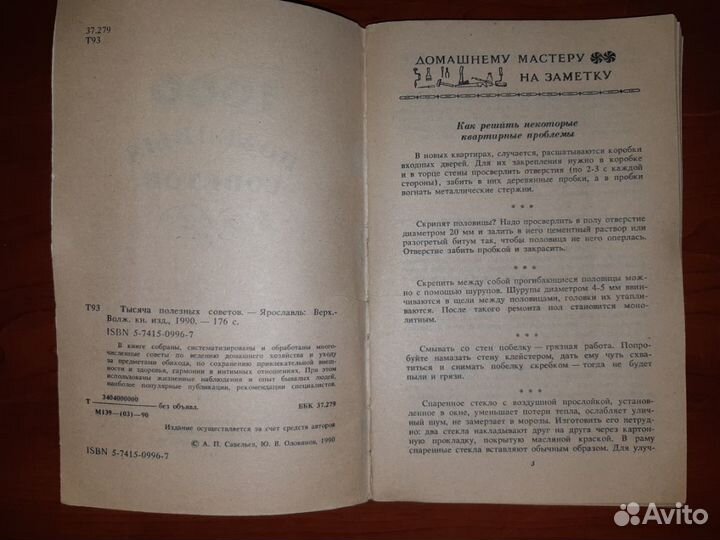 37.279
Т93
Т93 Тысяча полезных советов. — Ярославль: Верх.-
Волж. кн. изд., 1990. — 176 с.
ISBN 5-7415-0996-7
В книге собраны, систематизированы и обработаны много-
численные советы по ведению домашнего хозяйства и уходу
за предметами обихода, по сохранению привлекательной внеш-
ности и здоровья, гармонии в интимных отношениях. При этом
использованы жизненные наблюдения и опыт бывалых людей,
наиболее популярные публикации, рекомендации специалистов.
3404000000
Т ———— без объявл. ББК 37.279
М139—(03)—90
Издание осуществляется за счет средств авторов
© А. П. Савельев, Ю. В. Оловянов, 1990
ISBN 5-7415-0996-7
ДОМАШНЕМУ МАСТЕРУ
НА ЗАМЕТКУ
Как решить некоторые
квартирные проблемы
В новых квартирах, случается, расшатываются коробки
входных дверей. Для их закрепления нужно в коробке
и в торце стены просверлить отверстия (по 2-3 с каждой
стороны), забить в них деревянные пробки, а в пробки
вогнать металлические стержни.
* * *
Скрипят половицы? Надо просверлить в полу отверстие
диаметром 20 мм и залить в него цементный раствор или
разогретый битум так, чтобы половица не него оперлась.
Отверстие забить пробкой и закрасить.
* * *
Скрепить между собой прогибающиеся половицы мож-
но с помощью шурупов. Шурупы диаметром 4-5 мм ввин-
чиваются в щели между половицами, головки их утапли-
ваются. После такого ремонта пол становится моно-
литным.
* * *
Смывать со стен побелку — грязная работа. Попро-
буйте намазать стену клейстером, дать ему чуть схва-
титься и снимать побелку скребком — тогда не будет
ни пыли и грязи.
* * *
Спаренное стекло с воздушной прослойкой, установлен-
ное в окне, уменьшает потери тепла, ослабляет улич-
ный шум, не замерзает в морозы. Изготовить его нетруд-
но: два стекла накладывают друг на друга через картон-
ную прокладку, покрытую масляной краской. В раму
спаренные стекла вставляют обычным образом. Для улуч-
3
Avito